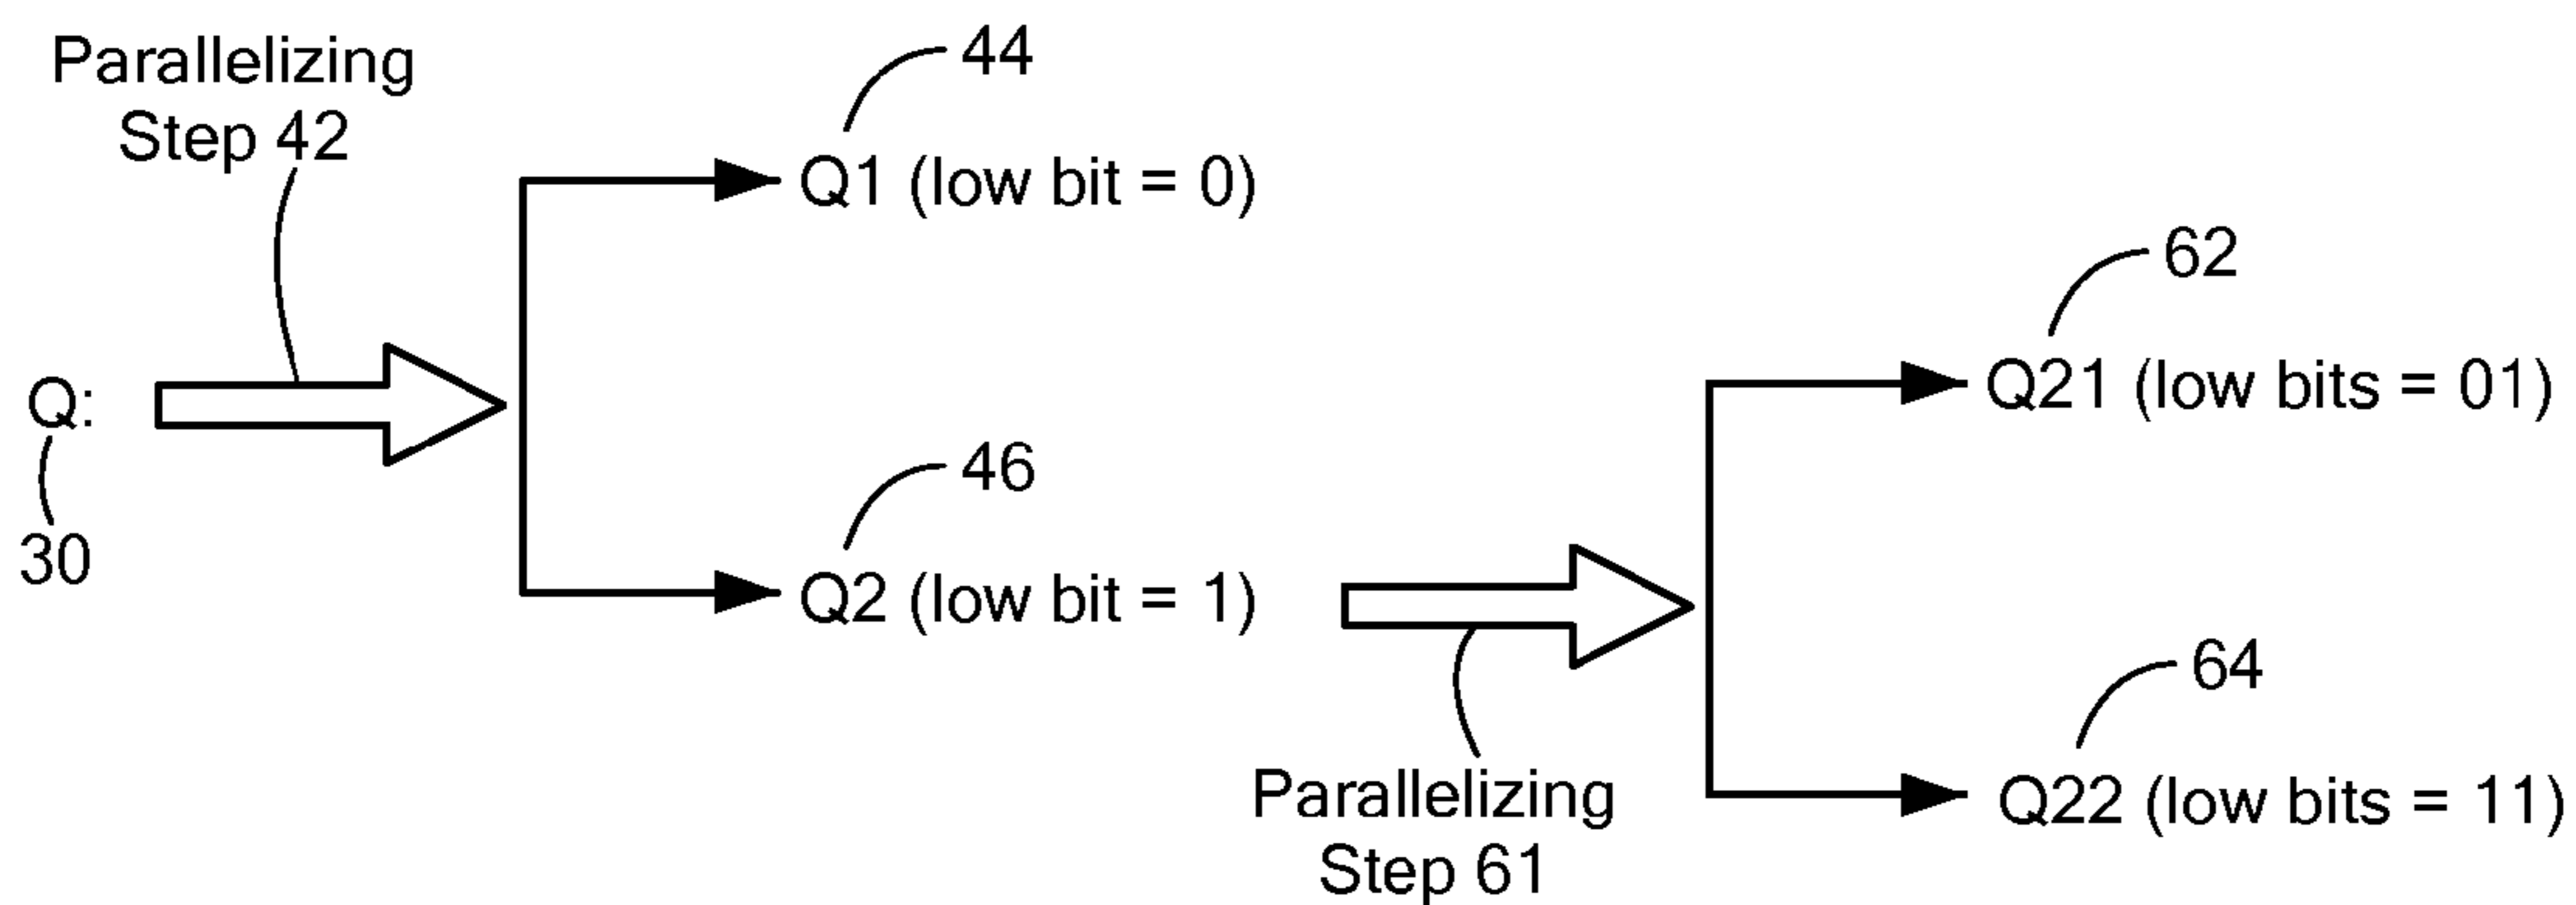 Parallelizing
Step 42
44
Q1 (low bit = 0)
Q:
30
46
Q2 (low bit = 1)
62
Q21 (low bits = 01)
64
Q22 (low bits = 11)
Parallelizing
Step 61